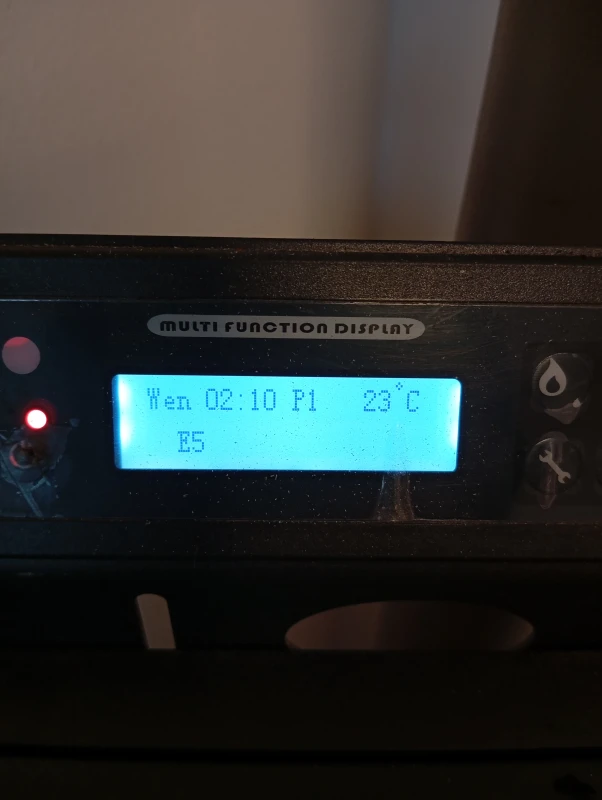 MULTI FUNCTION DISPLAY
Wen 02:10 P1 23°C
E5